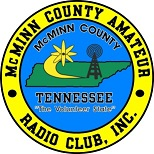 McMINN COUNTY AMATEUR
McMINN COUNTY
TENNESSEE
"The Volunteer State"
RADIO CLUB, INC.